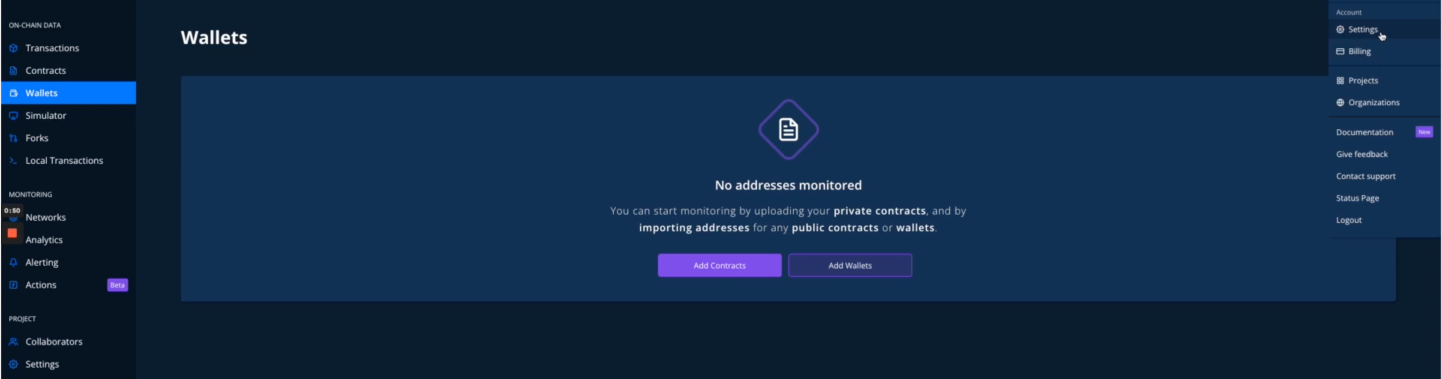 ON-CHAIN DATA
Transactions
Contracts
Wallets
Simulator
Forks
Local Transactions
MONITORING
0:50
Networks
Analytics
Alerting
Actions Beta
PROJECT
Collaborators
Settings
Wallets
No addresses monitored
You can start monitoring by uploading your private contracts, and by
importing addresses for any public contracts or wallets.
Add Contracts Add Wallets
Account
Settings
Billing
Projects
Organizations
Documentation New
Give feedback
Contact support
Status Page
Logout